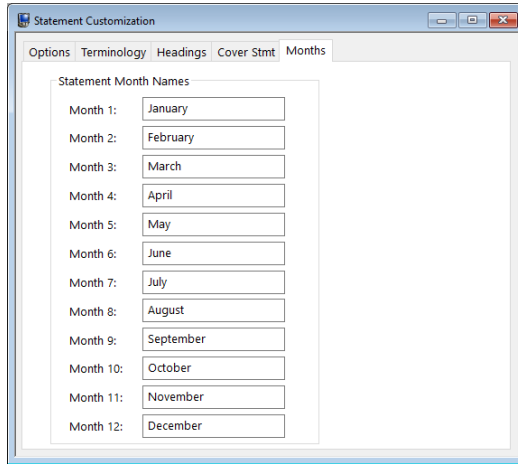 Statement Customization
Options Terminology Headings Cover Stmt Months
Statement Month Names
Month 1: January
Month 2: February
Month 3: March
Month 4: April
Month 5: May
Month 6: June
Month 7: July
Month 8: August
Month 9: September
Month 10: October
Month 11: November
Month 12: December